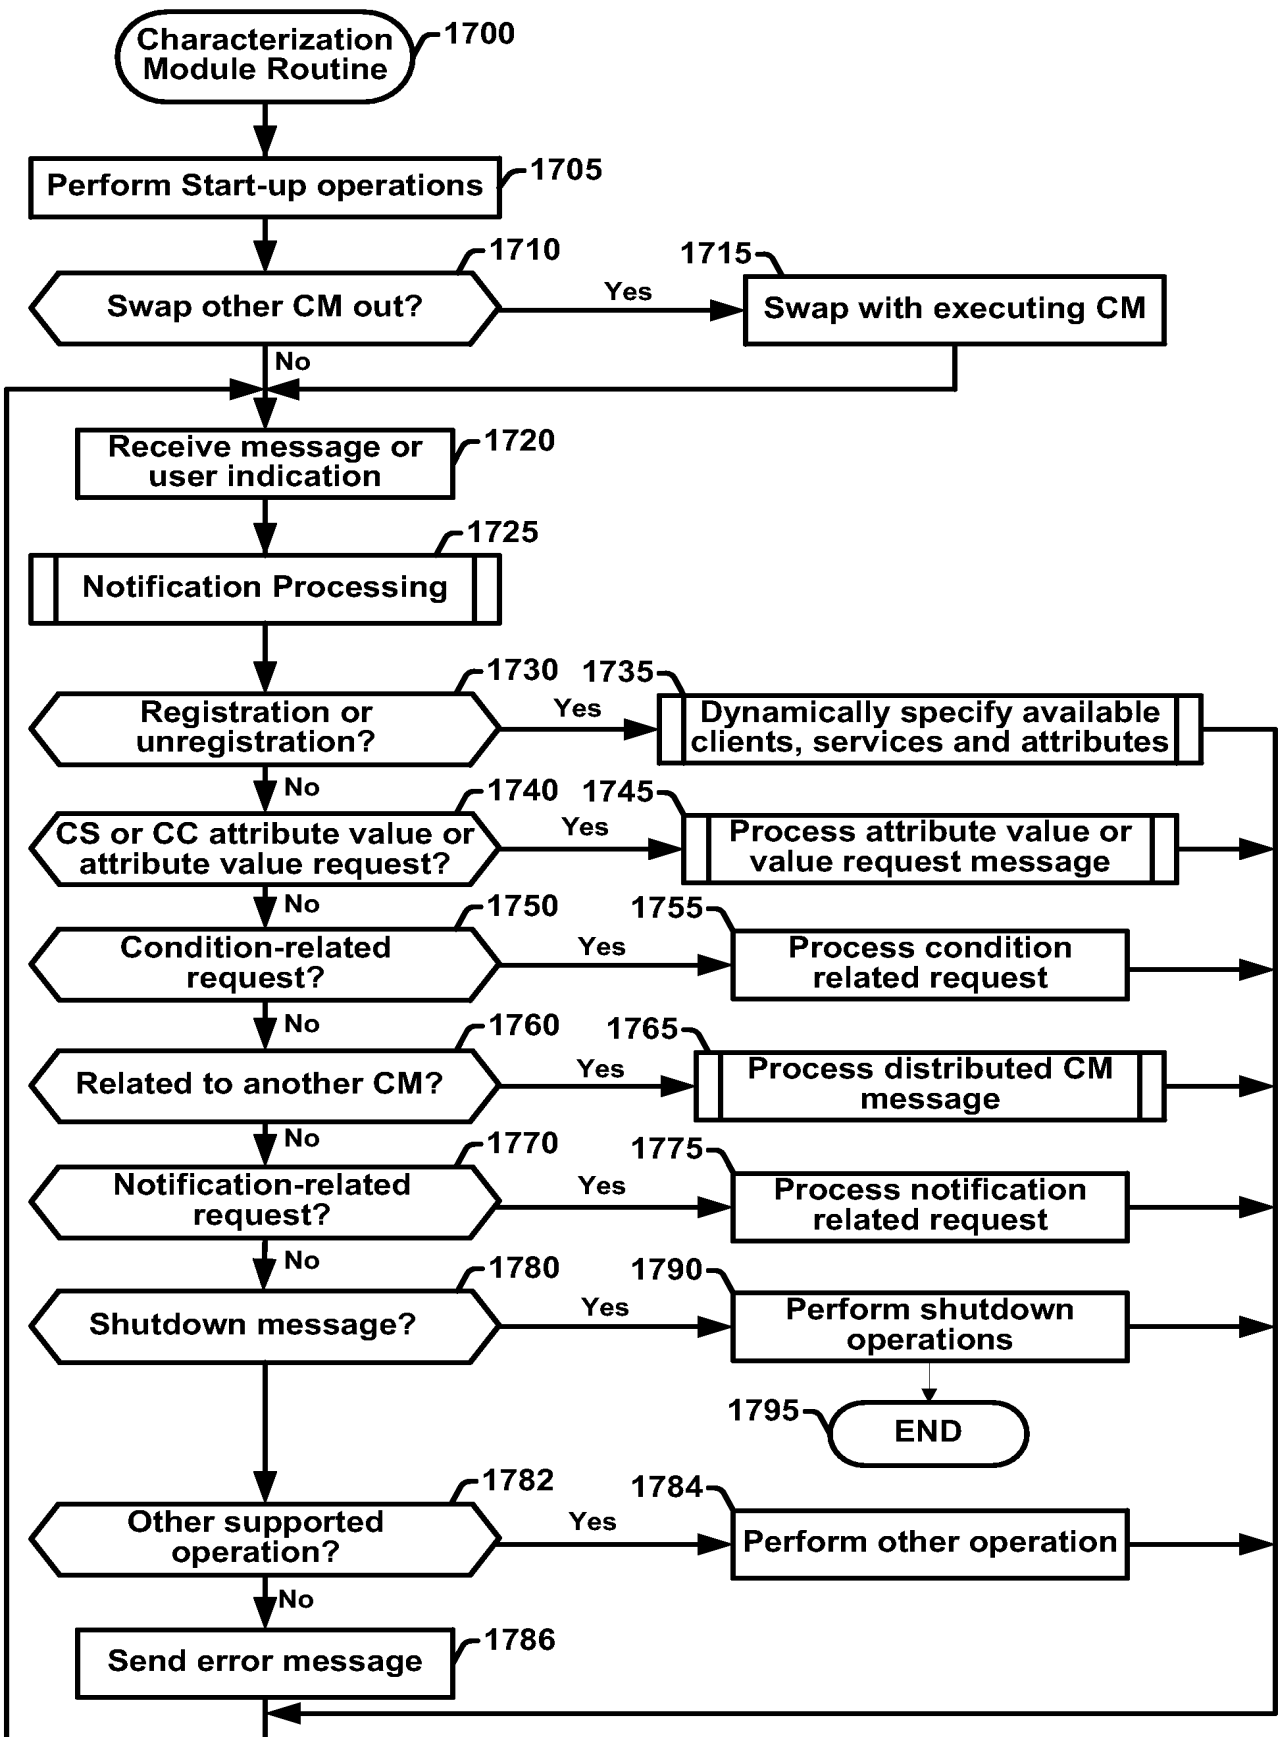 Characterization
Module Routine
1700
Perform Start-up operations
1705
Swap other CM out?
1710
Yes
1715
Swap with executing CM
No
Receive message or
user indication
1720
Notification Processing
1725
Registration or
unregistration?
1730
Yes
1735
Dynamically specify available
clients, services and attributes
No
CS or CC attribute value or
attribute value request?
1740
Yes
1745
Process attribute value or
value request message
No
Condition-related
request?
1750
Yes
1755
Process condition
related request
No
Related to another CM?
1760
Yes
1765
Process distributed CM
message
No
Notification-related
request?
1770
Yes
1775
Process notification
related request
No
Shutdown message?
1780
Yes
1790
Perform shutdown
operations
1795
END
Other supported
operation?
1782
Yes
1784
Perform other operation
No
Send error message
1786